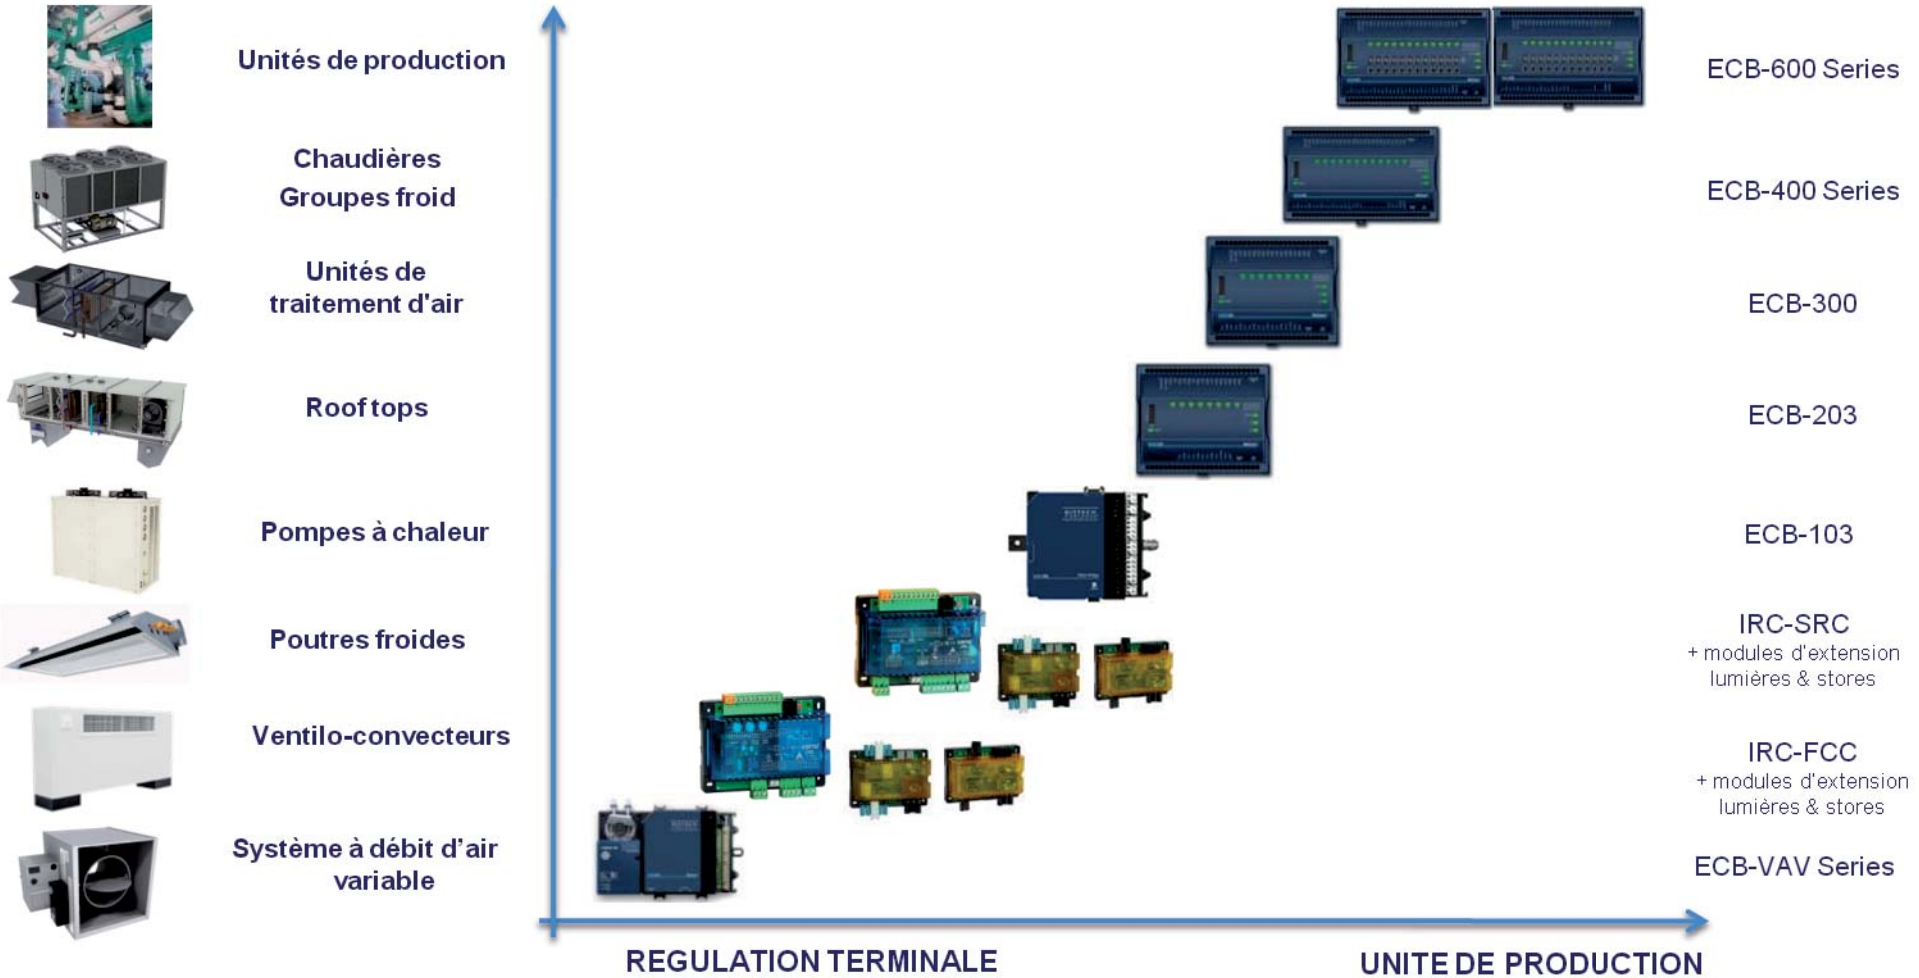 Unités de production
ECB-600 Series
Chaudières
Groupes froid
ECB-400 Series
Unités de
traitement d'air
ECB-300
Roof tops
ECB-203
Pompes à chaleur
ECB-103
Poutres froides
IRC-SRC
+ modules d'extension
lumières & stores
Ventilo-convecteurs
IRC-FCC
+ modules d'extension
lumières & stores
Système à débit d’air
variable
ECB-VAV Series
REGULATION TERMINALE
UNITE DE PRODUCTION